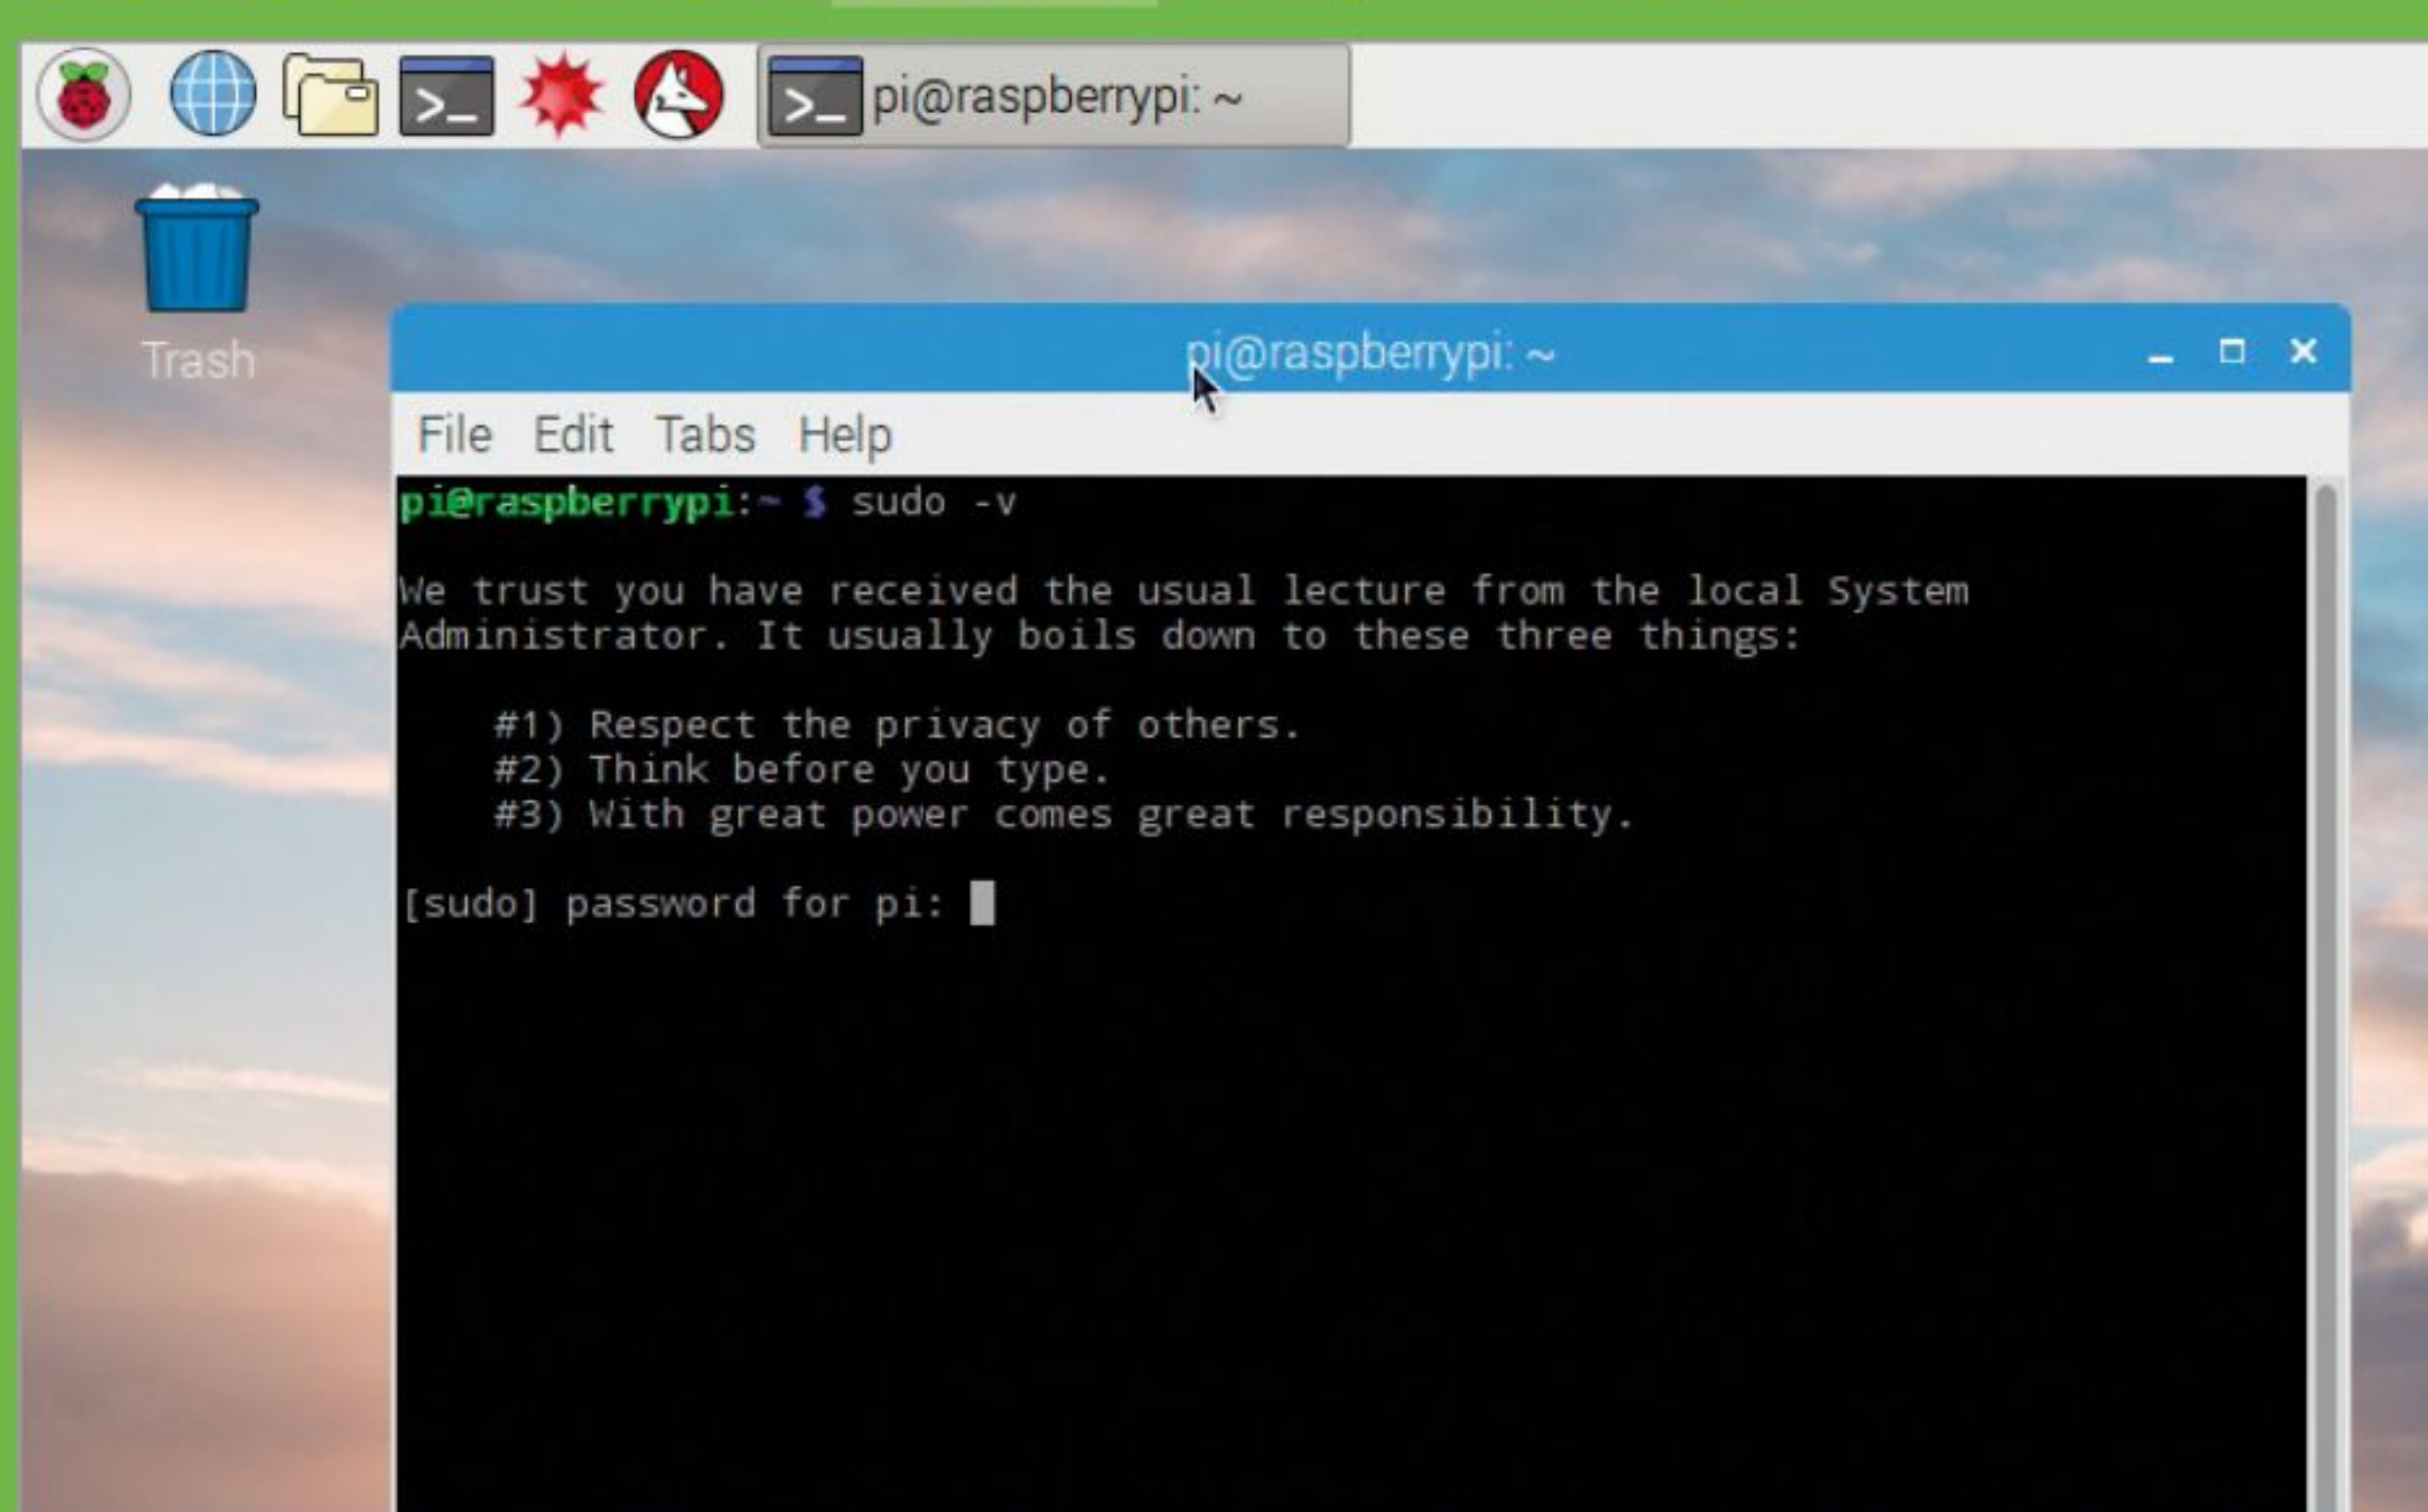 >_ >_ pi@raspberrypi: ~
Trash
pi@raspberrypi: ~
File Edit Tabs Help
pi@raspberrypi:~ $ sudo -v
We trust you have received the usual lecture from the local System
Administrator. It usually boils down to these three things:
#1) Respect the privacy of others.
#2) Think before you type.
#3) With great power comes great responsibility.
[sudo] password for pi: